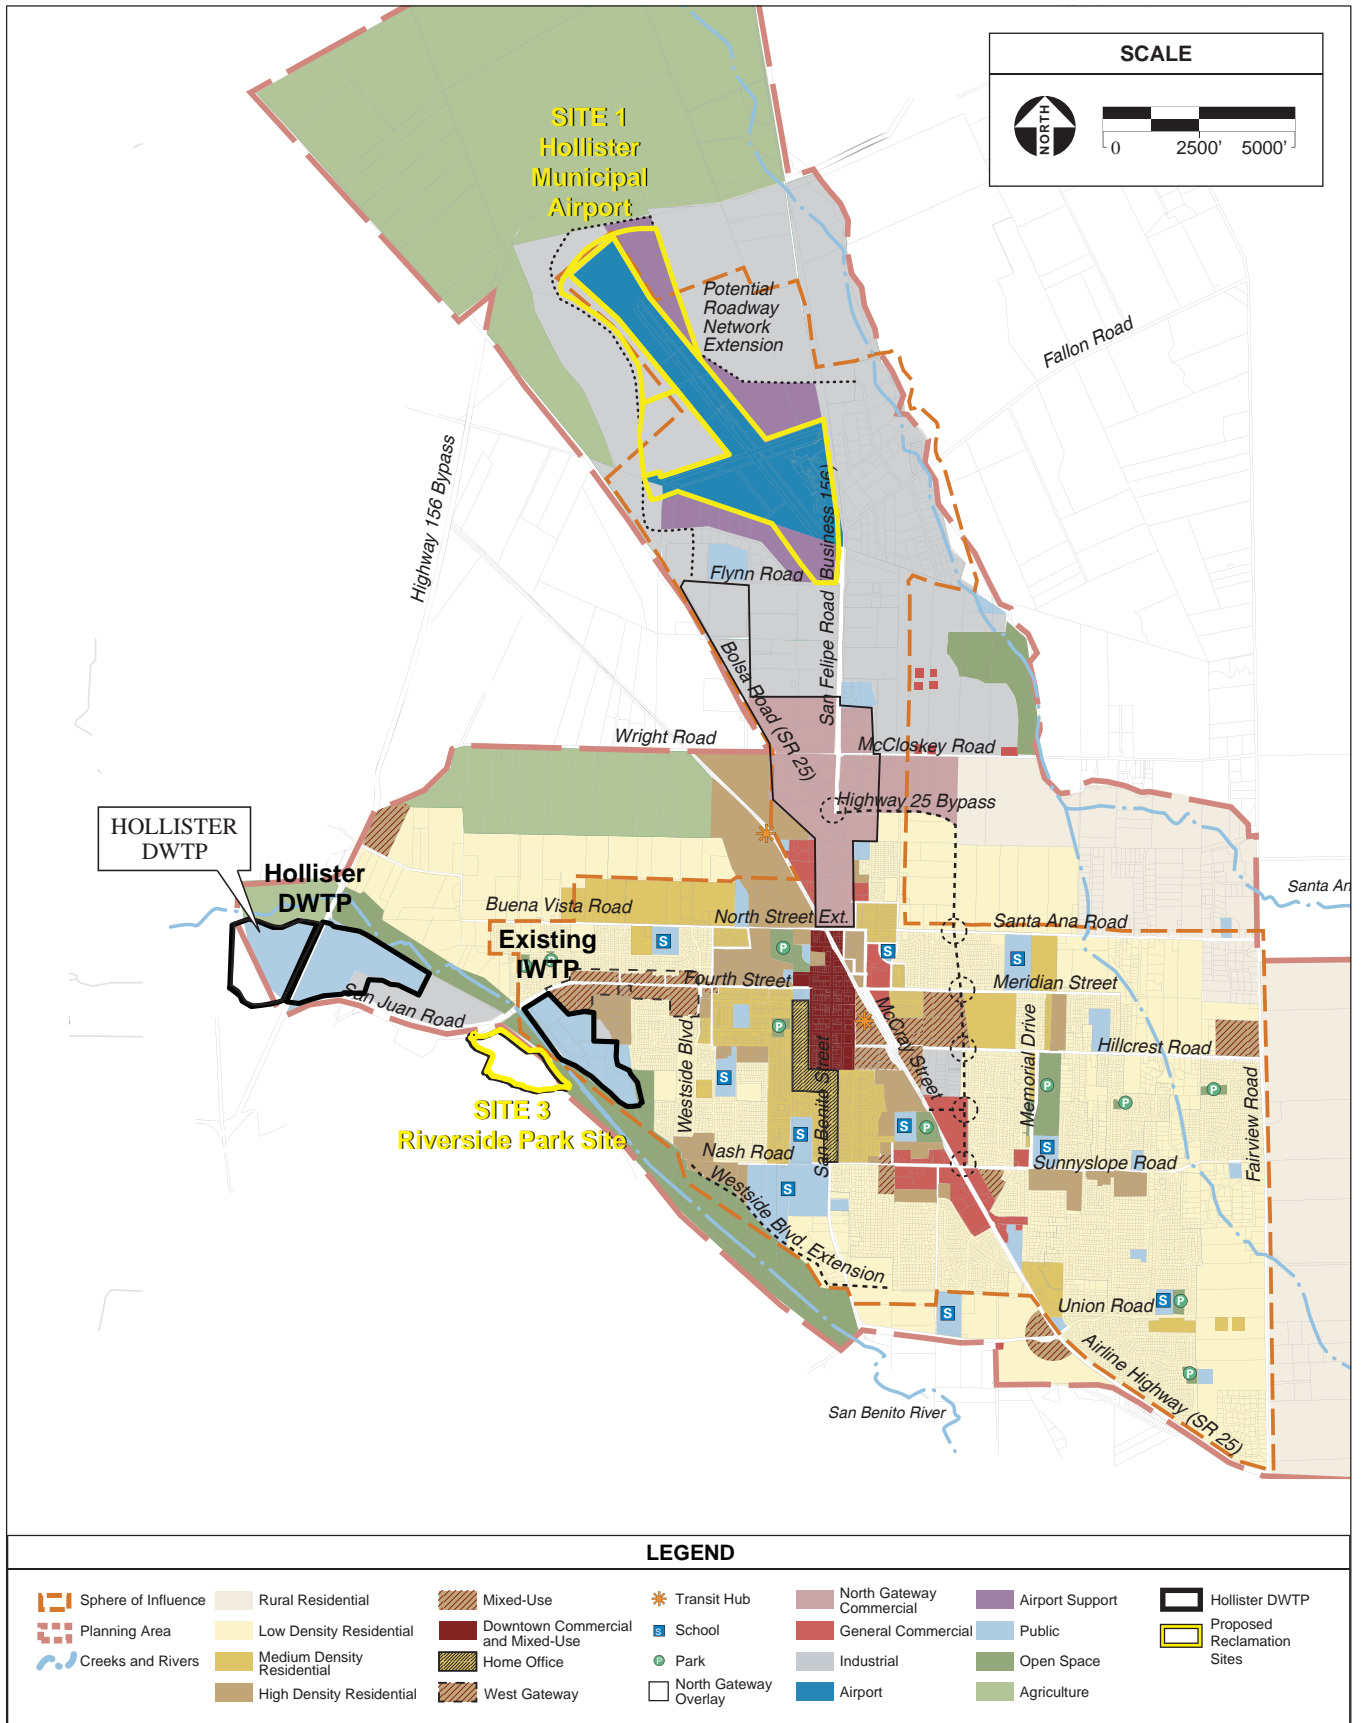 SCALE
NORTH
0 2500' 5000'
SITE 1
Hollister
Municipal
Airport
Potential
Roadway
Network
Extension
Fallon Road
Highway 156 Bypass
Business 156)
San Felipe Road
Flynn Road
Bolsa Road (SR 25)
Wright Road
McCloskey Road
Highway 25 Bypass
HOLLISTER
DWTP
Hollister
DWTP
Buena Vista Road
North Street Ext.
Santa Ana Road
Santa An
Existing
IWTP
Fourth Street
Meridian Street
San Juan Road
Westside Blvd
McCray Street
Memorial Drive
Hillcrest Road
San Benito Street
Fairview Road
SITE 3
Riverside Park Site
Nash Road
Sunnyslope Road
Westside Blvd. Extension
Union Road
Airline Highway (SR 25)
San Benito River
S
S
S
S
S
S
S
S
S
S
P
P
P
P
P
P
P
P
P
LEGEND
Sphere of Influence
Planning Area
Creeks and Rivers
Rural Residential
Low Density Residential
Medium Density
Residential
High Density Residential
Mixed-Use
Downtown Commercial
and Mixed-Use
Home Office
West Gateway
Transit Hub
S School
P Park
North Gateway
Overlay
North Gateway
Commercial
General Commercial
Industrial
Airport
Airport Support
Public
Open Space
Agriculture
Hollister DWTP
Proposed
Reclamation
Sites